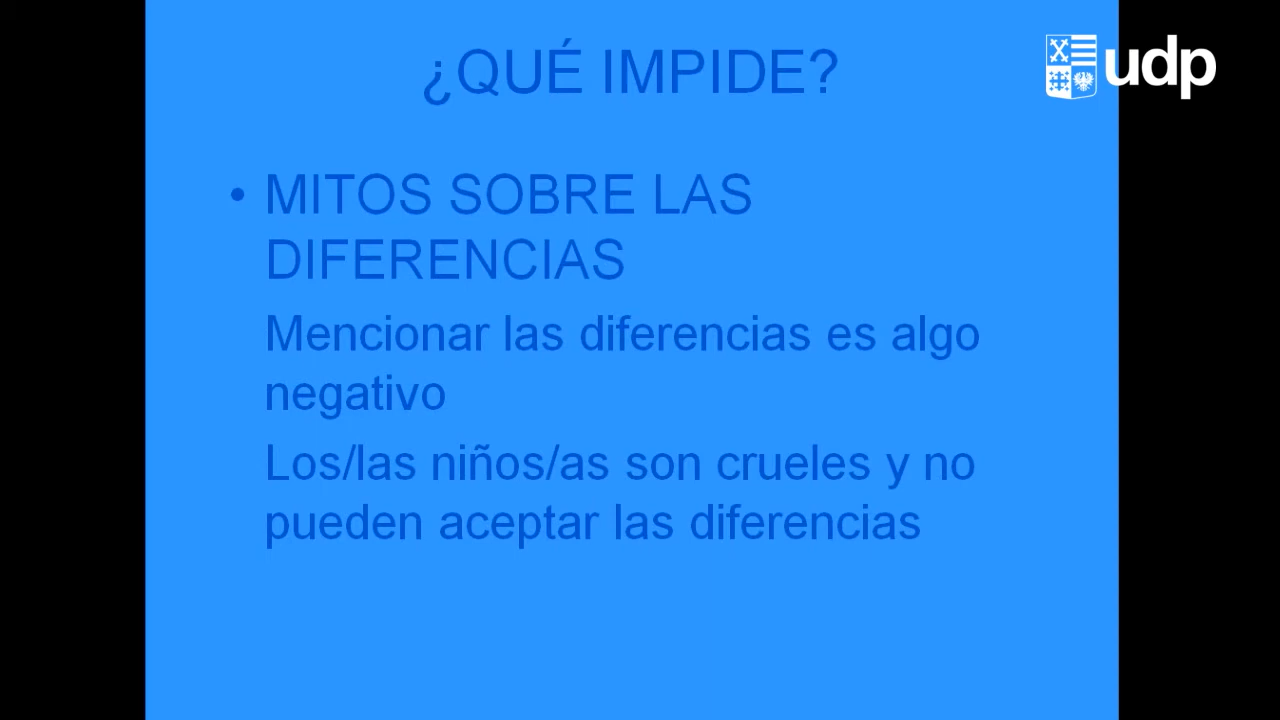 ¿QUÉ IMPIDE?
udp
• MITOS SOBRE LAS
DIFERENCIAS
Mencionar las diferencias es algo
negativo
Los/las niños/as son crueles y no
pueden aceptar las diferencias